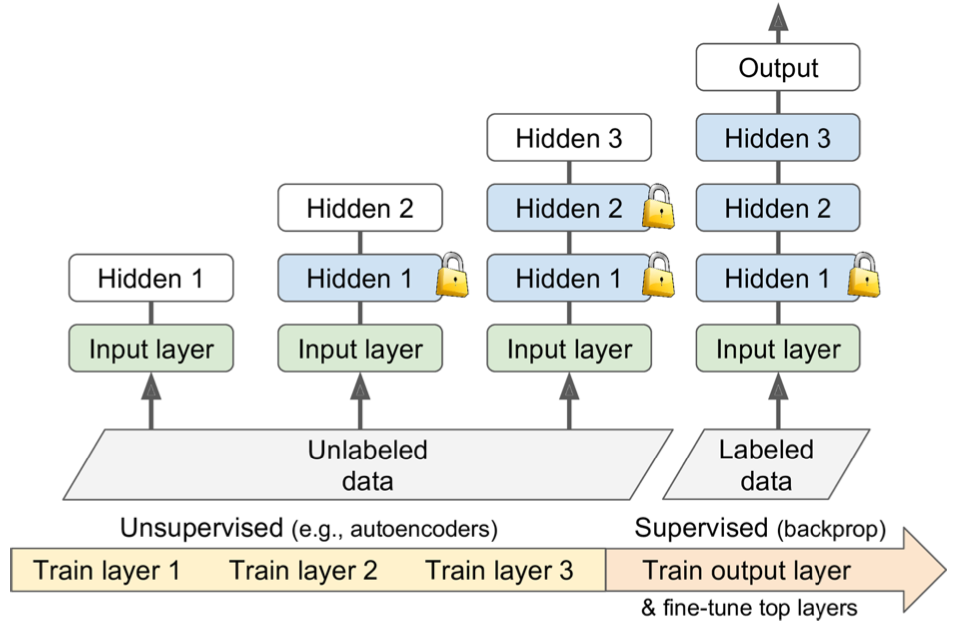 Output
Hidden 3
Hidden 3
Hidden 2
Hidden 2
Hidden 2
Hidden 1
Hidden 1
Hidden 1
Hidden 1
Input layer
Input layer
Input layer
Input layer
Unlabeled
data
Labeled
data
Unsupervised (e.g., autoencoders)
Supervised (backprop)
Train layer 1
Train layer 2
Train layer 3
Train output layer
& fine-tune top layers